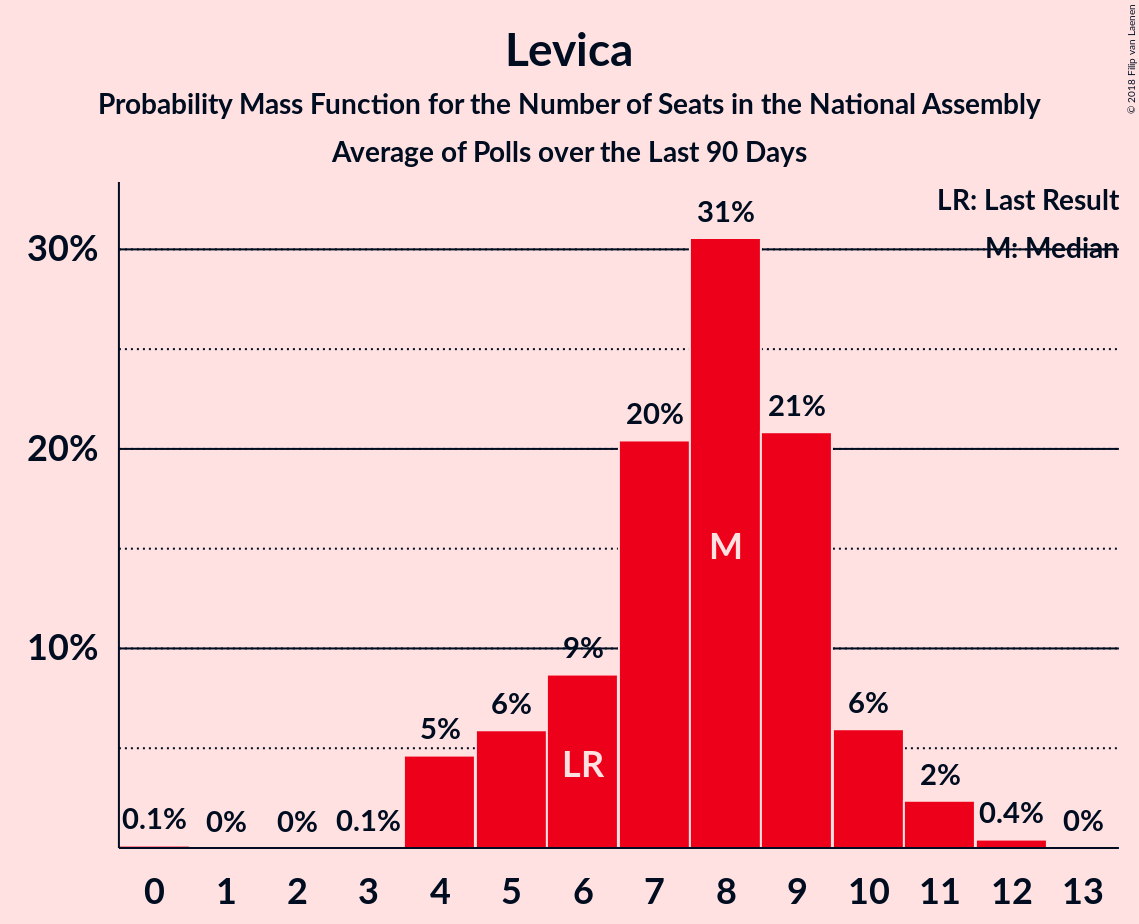 Levica
Probability Mass Function for the Number of Seats in the National Assembly
Average of Polls over the Last 90 Days
© 2018 Filip van Laenen
LR: Last Result
M: Median
30%
20%
10%
0.1% 0% 0% 0.1% 5% 6% 9% 20% 31% 21% 6% 2% 0.4% 0%
LR
M
0 1 2 3 4 5 6 7 8 9 10 11 12 13